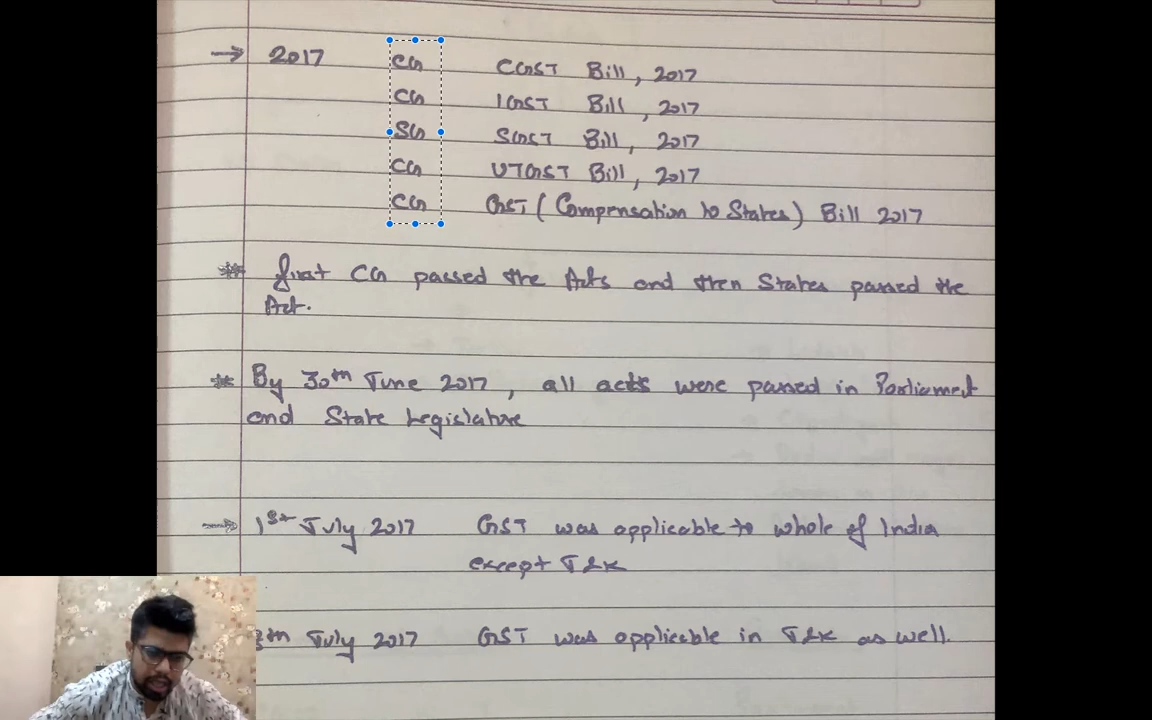 → 2017 CG CGST Bill, 2017
CG IGST Bill, 2017
SG SGST Bill, 2017
CG UTGST Bill, 2017
CG GST (Compensation to States) Bill 2017
* first CG passed the Acts and then States passed the
Act.
* By 30th June 2017, all acts were passed in Parliament
and State Legislature
→ 1st July 2017 GST was applicable to whole of India
except J&K
July 2017 GST was applicable in J&K as well.